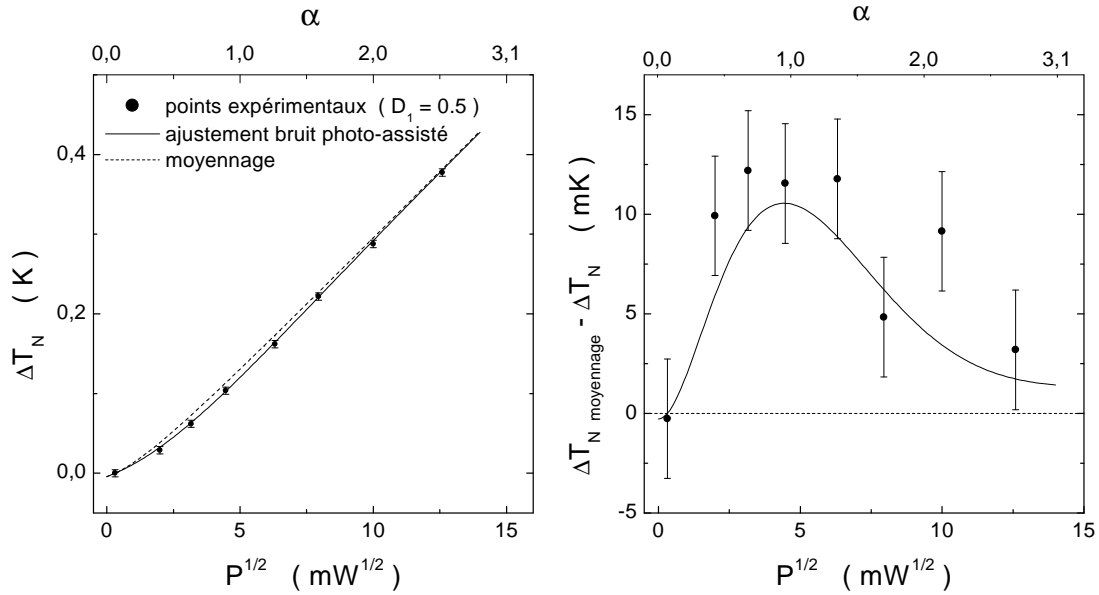 α
0,0 1,0 2,0 3,1
points expérimentaux ( D1 = 0.5 )
ajustement bruit photo-assisté
moyennage
0,4
0,2
0,0
ΔTN ( K )
0 5 10 15
P1/2 ( mW1/2 )
α
0,0 1,0 2,0 3,1
15
10
5
0
-5
ΔTN moyennage - ΔTN ( mK )
0 5 10 15
P1/2 ( mW1/2 )